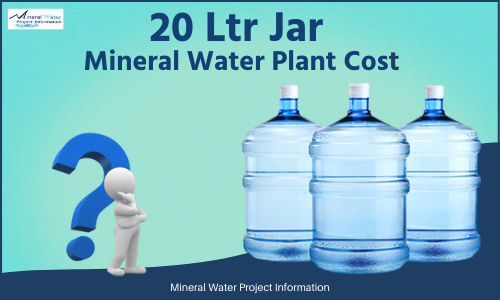 Mineral Water
Project Information
20 Ltr Jar
Mineral Water Plant Cost
Mineral Water Project Information